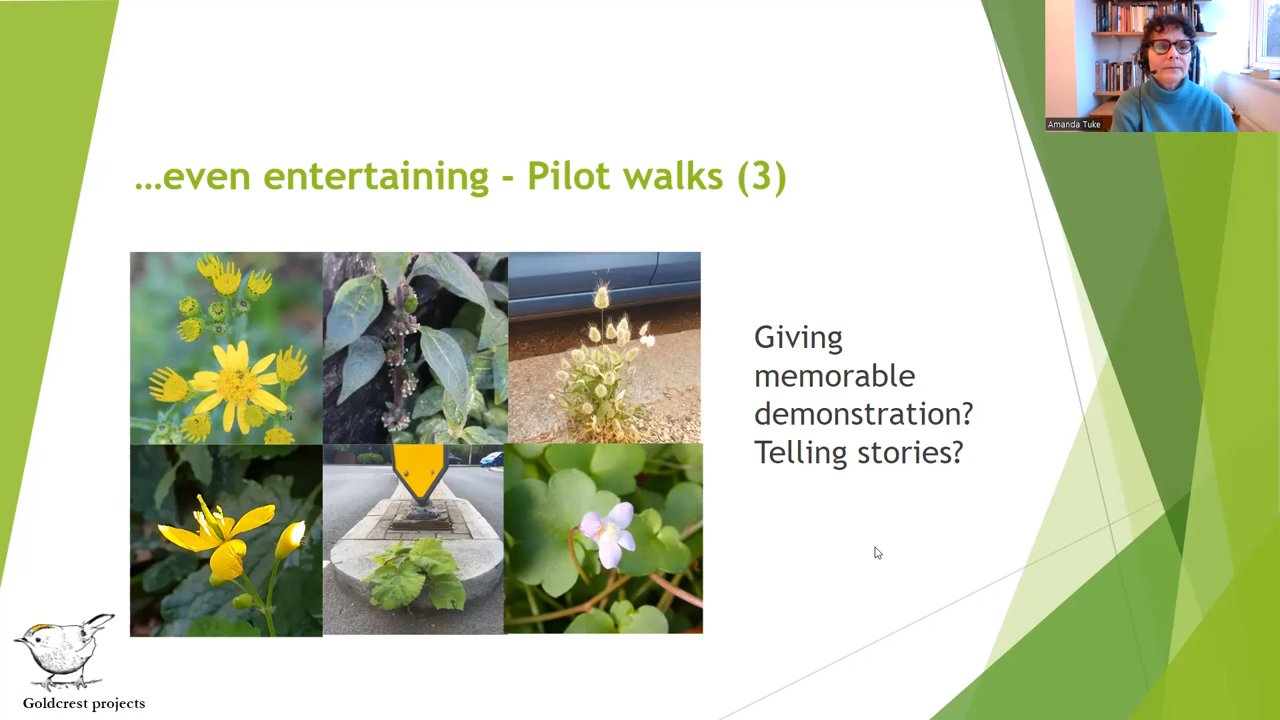 Amanda Tuke
...even entertaining - Pilot walks (3)
Giving
memorable
demonstration?
Telling stories?
Goldcrest projects